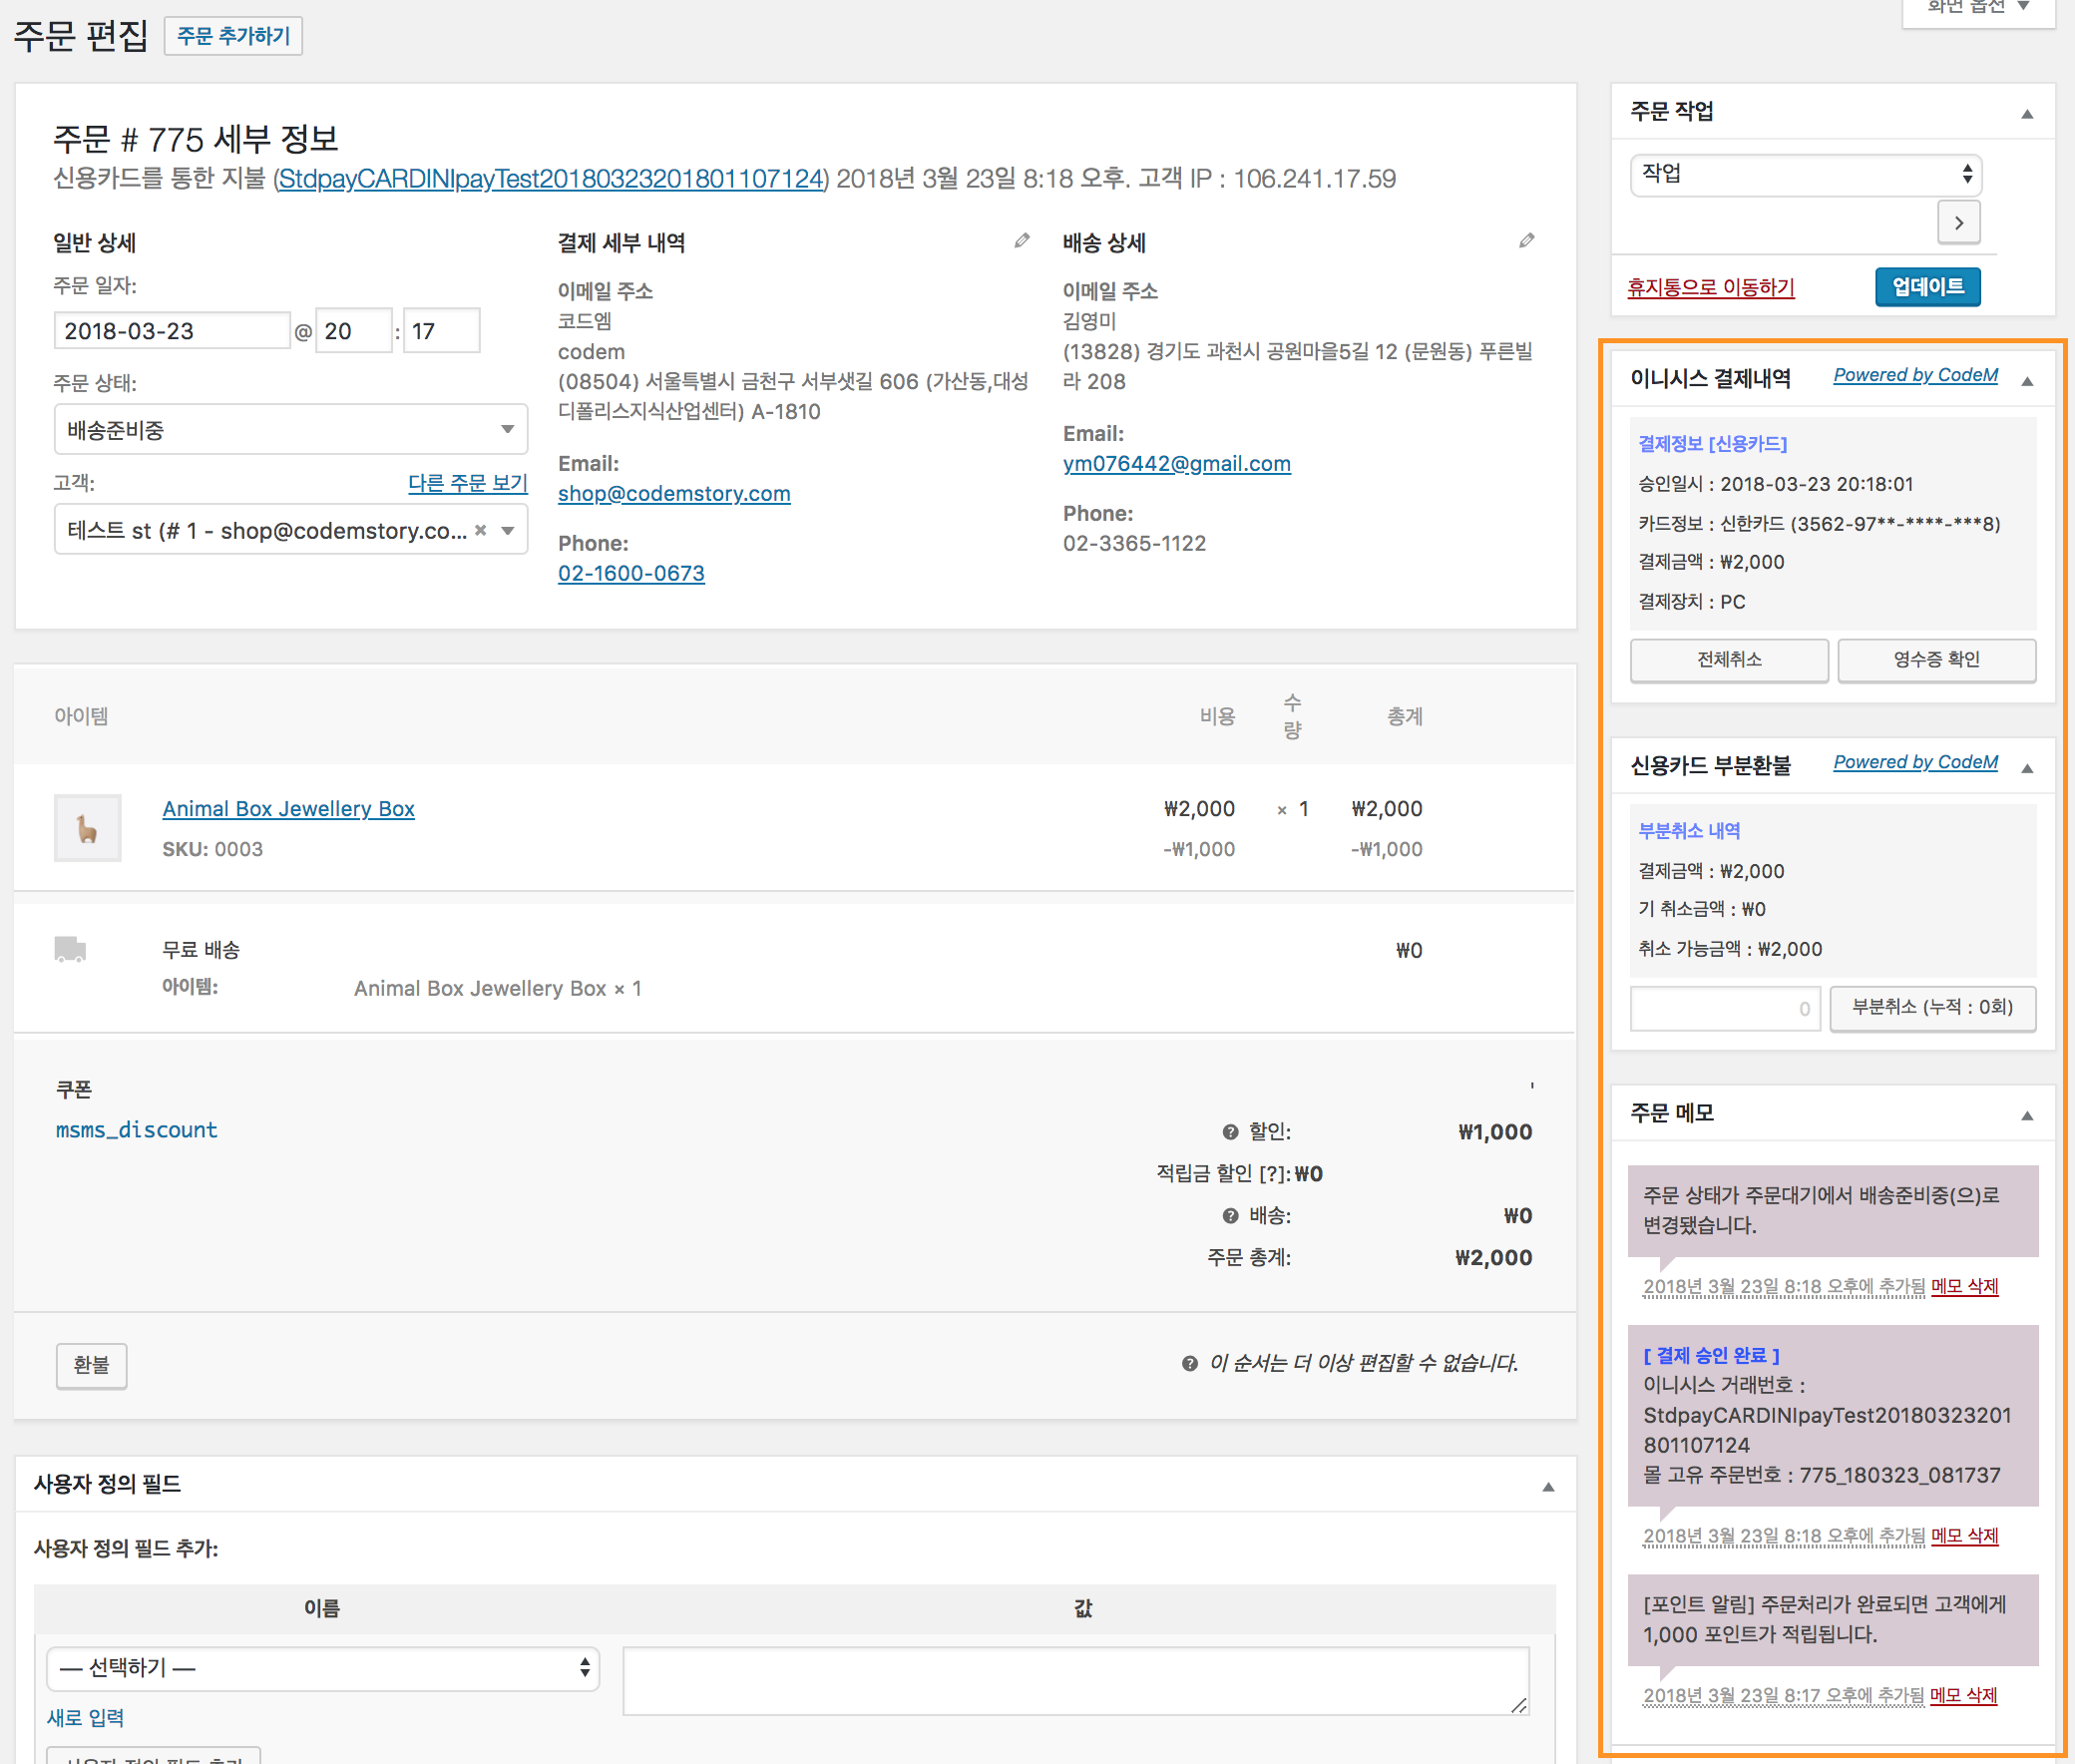 화면 옵션 ▼
주문 편집 주문 추가하기
주문 # 775 세부 정보
신용카드를 통한 지불 (StdpayCARDINIpayTest20180323201801107124) 2018년 3월 23일 8:18 오후. 고객 IP : 106.241.17.59
일반 상세
주문 일자:
2018-03-23 @ 20 : 17
주문 상태:
배송준비중
고객: 다른 주문 보기
테스트 st (# 1 - shop@codemstory.co... × 
결제 세부 내역
이메일 주소
코드엠
codem
(08504) 서울특별시 금천구 서부샛길 606 (가산동,대성
디폴리스지식산업센터) A-1810
Email:
shop@codemstory.com
Phone:
02-1600-0673
배송 상세
이메일 주소
김영미
(13828) 경기도 과천시 공원마을5길 12 (문원동) 푸른빌
라 208
Email:
ym076442@gmail.com
Phone:
02-3365-1122
아이템 비용 수량 총계
Animal Box Jewellery Box ₩2,000 × 1 ₩2,000
SKU: 0003 -₩1,000 -₩1,000
무료 배송 ₩0
아이템: Animal Box Jewellery Box × 1
쿠폰
msms_discount
할인: ₩1,000
적립금 할인 [?]: ₩0
배송: ₩0
주문 총계: ₩2,000
환불 이 순서는 더 이상 편집할 수 없습니다.
사용자 정의 필드
사용자 정의 필드 추가:
이름 값
— 선택하기 —
새로 입력
사용자 정의 필드 추가
주문 작업
작업
휴지통으로 이동하기 업데이트
이니시스 결제내역 Powered by CodeM
결제정보 [신용카드]
승인일시 : 2018-03-23 20:18:01
카드정보 : 신한카드 (3562-97**-****-***8)
결제금액 : ₩2,000
결제장치 : PC
전체취소 영수증 확인
신용카드 부분환불 Powered by CodeM
부분취소 내역
결제금액 : ₩2,000
기 취소금액 : ₩0
취소 가능금액 : ₩2,000
0 부분취소 (누적 : 0회)
주문 메모
주문 상태가 주문대기에서 배송준비중(으)로
변경됐습니다.
2018년 3월 23일 8:18 오후에 추가됨 메모 삭제
[ 결제 승인 완료 ]
이니시스 거래번호 :
StdpayCARDINIpayTest20180323201
801107124
몰 고유 주문번호 : 775_180323_081737
2018년 3월 23일 8:18 오후에 추가됨 메모 삭제
[포인트 알림] 주문처리가 완료되면 고객에게
1,000 포인트가 적립됩니다.
2018년 3월 23일 8:17 오후에 추가됨 메모 삭제